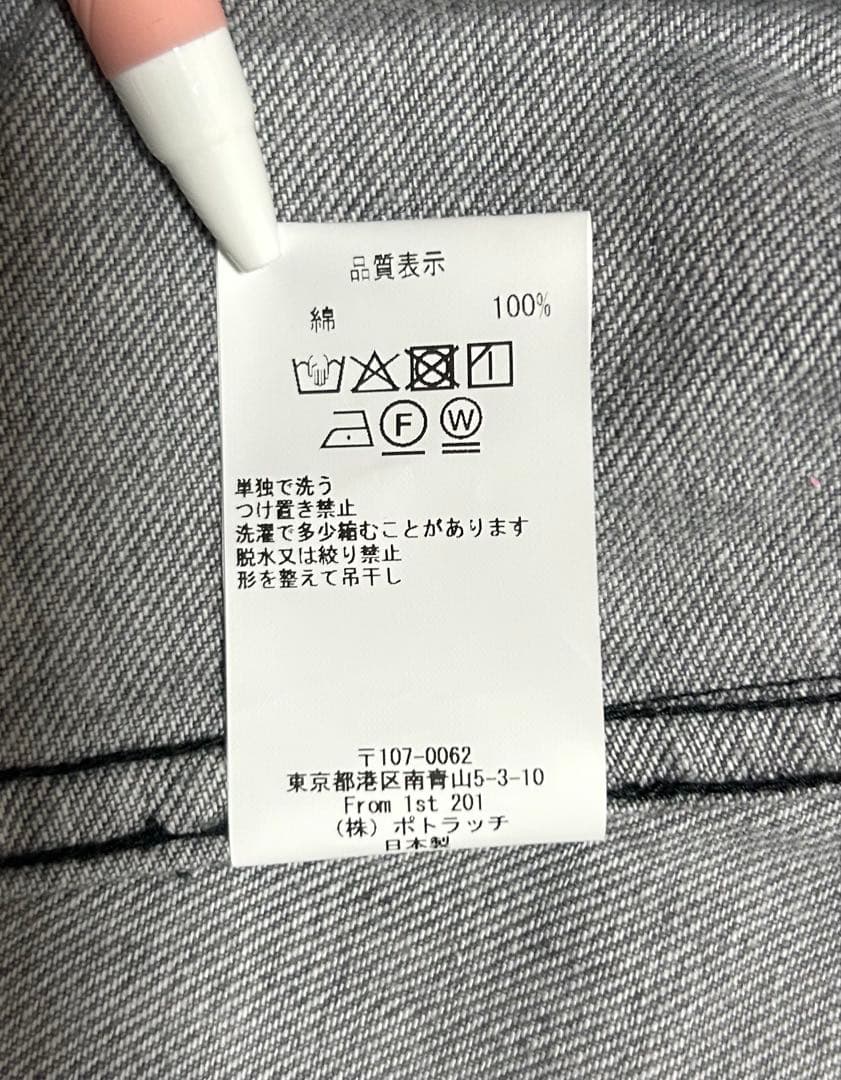 品質表示
綿 100%
F W
単独で洗う
つけ置き禁止
洗濯で多少縮むことがあります
脱水又は絞り禁止
形を整えて吊干し
〒107-0062
東京都港区南青山5-3-10
From 1st 201
(株)ポトラッチ
日本製